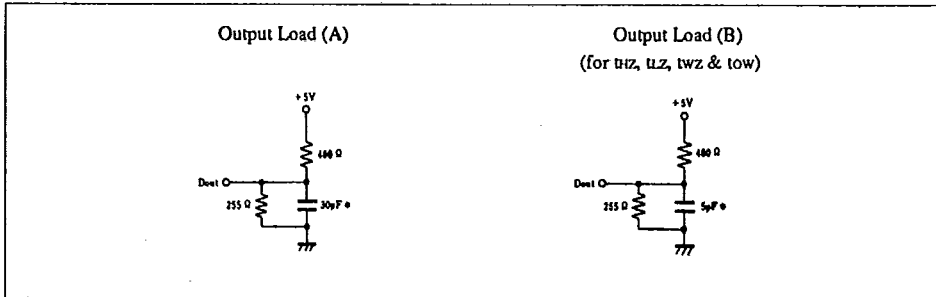 Output Load (A)
Output Load (B)
(for tHZ, tLZ, twz & tow)
+5V
480 Ω
Dout
255 Ω
30pF *
+5V
480 Ω
Dout
255 Ω
5pF *